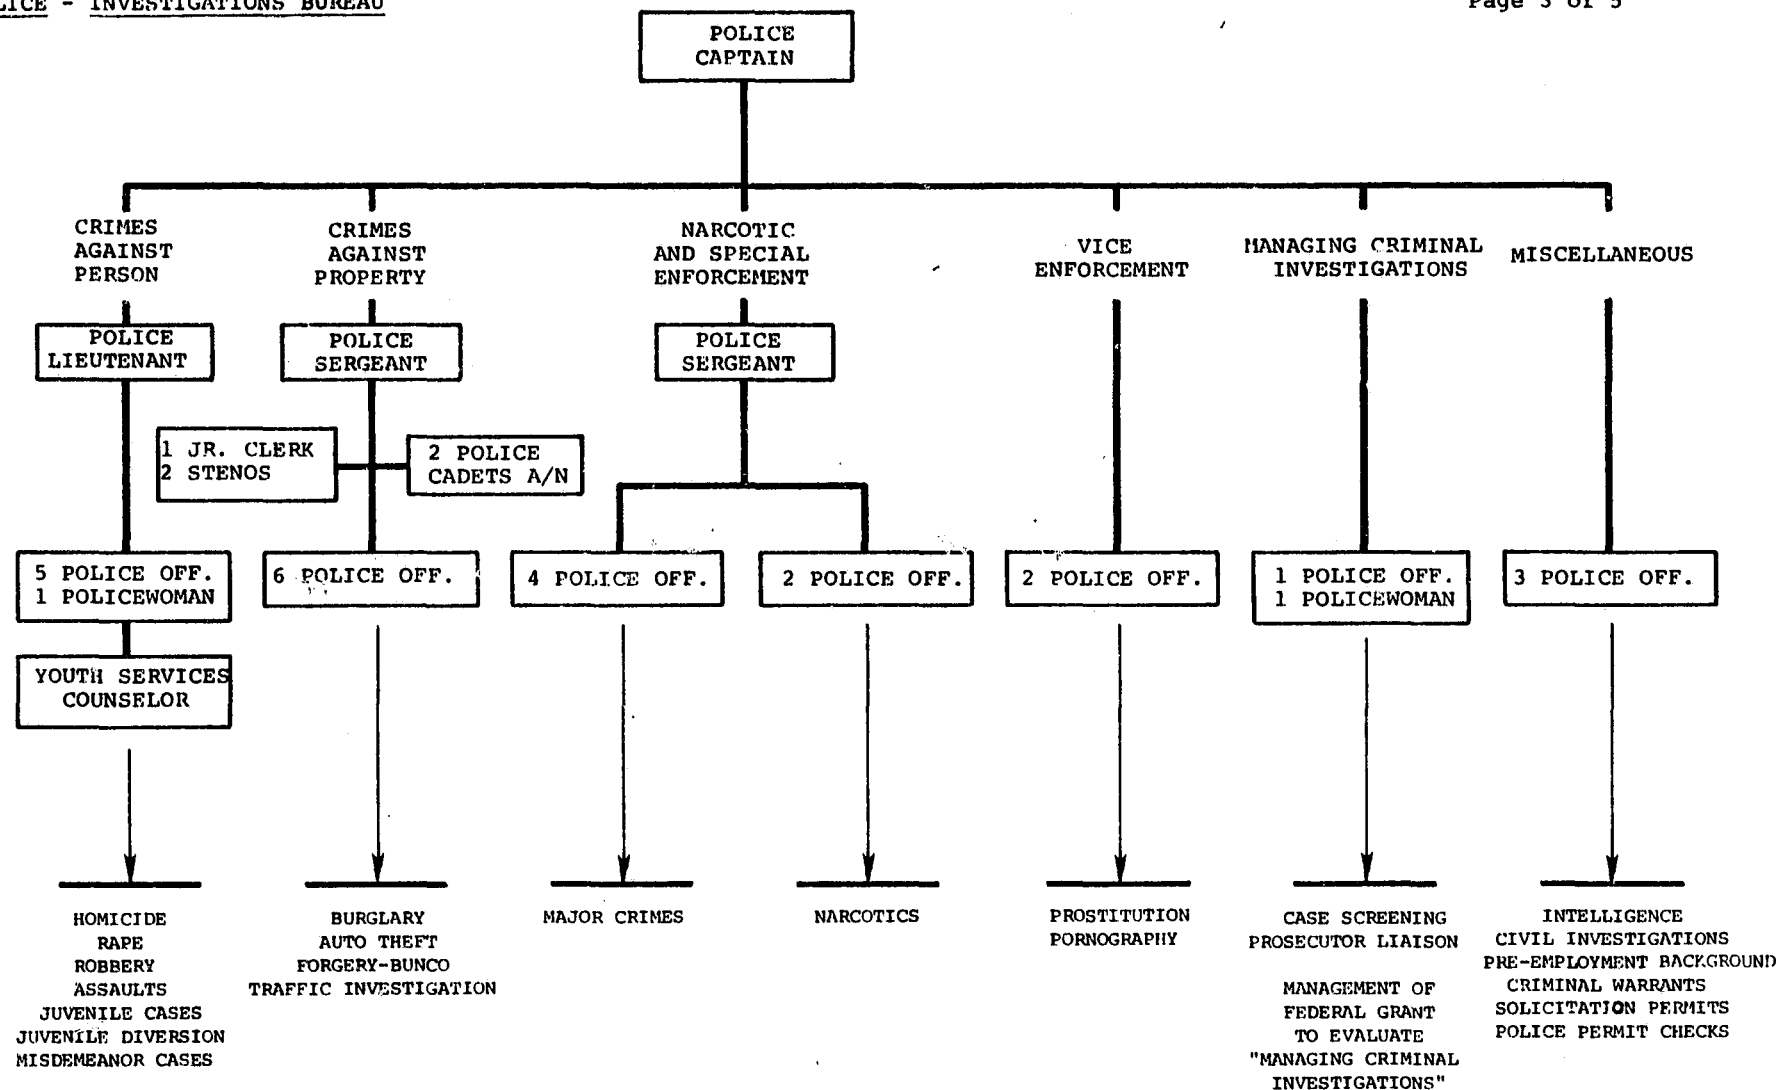 LICE - INVESTIGATIONS BUREAU
Page 3 of 5
POLICE
CAPTAIN
CRIMES
AGAINST
PERSON
CRIMES
AGAINST
PROPERTY
NARCOTIC
AND SPECIAL
ENFORCEMENT
VICE
ENFORCEMENT
MANAGING CRIMINAL
INVESTIGATIONS
MISCELLANEOUS
POLICE
LIEUTENANT
POLICE
SERGEANT
POLICE
SERGEANT
1 JR. CLERK
2 STENOS
2 POLICE
CADETS A/N
5 POLICE OFF.
1 POLICEWOMAN
6 POLICE OFF.
4 POLICE OFF.
2 POLICE OFF.
2 POLICE OFF.
1 POLICE OFF.
1 POLICEWOMAN
3 POLICE OFF.
YOUTH SERVICES
COUNSELOR
HOMICIDE
RAPE
ROBBERY
ASSAULTS
JUVENILE CASES
JUVENILE DIVERSION
MISDEMEANOR CASES
BURGLARY
AUTO THEFT
FORGERY-BUNCO
TRAFFIC INVESTIGATION
MAJOR CRIMES
NARCOTICS
PROSTITUTION
PORNOGRAPHY
CASE SCREENING
PROSECUTOR LIAISON
MANAGEMENT OF
FEDERAL GRANT
TO EVALUATE
"MANAGING CRIMINAL
INVESTIGATIONS"
INTELLIGENCE
CIVIL INVESTIGATIONS
PRE-EMPLOYMENT BACKGROUND
CRIMINAL WARRANTS
SOLICITATION PERMITS
POLICE PERMIT CHECKS